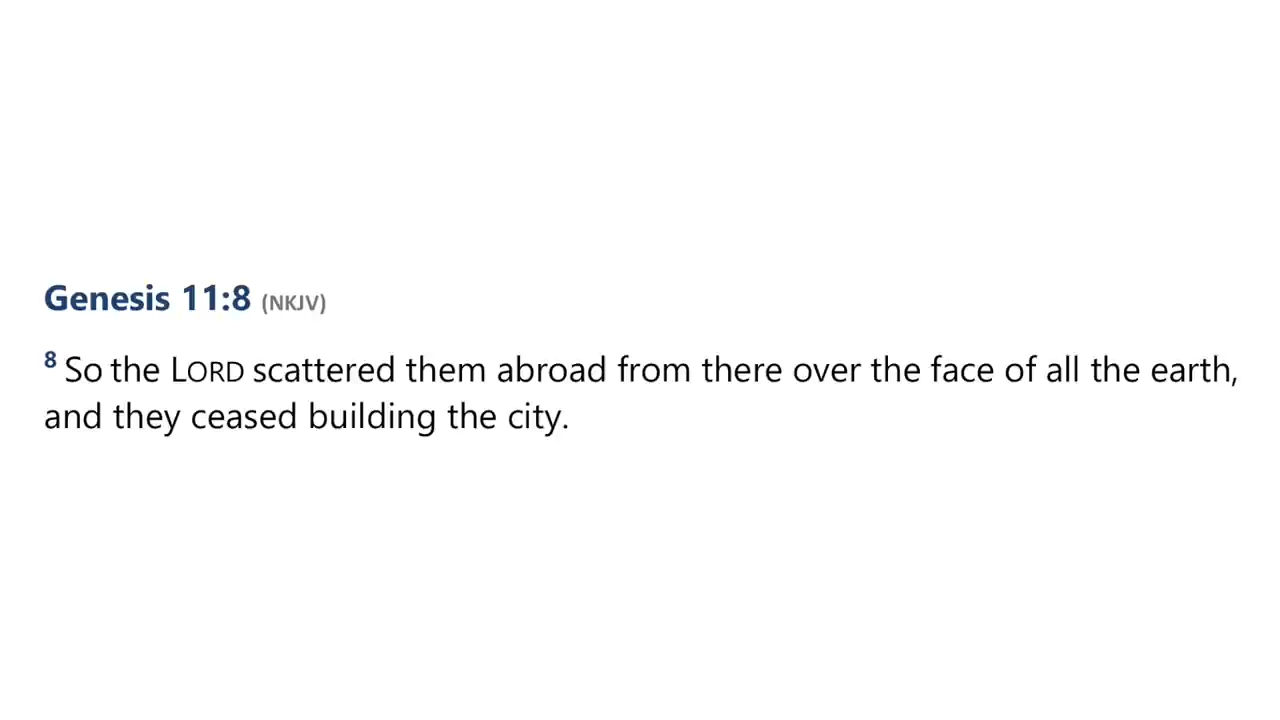 Genesis 11:8 (NKJV)
8 So the LORD scattered them abroad from there over the face of all the earth,
and they ceased building the city.